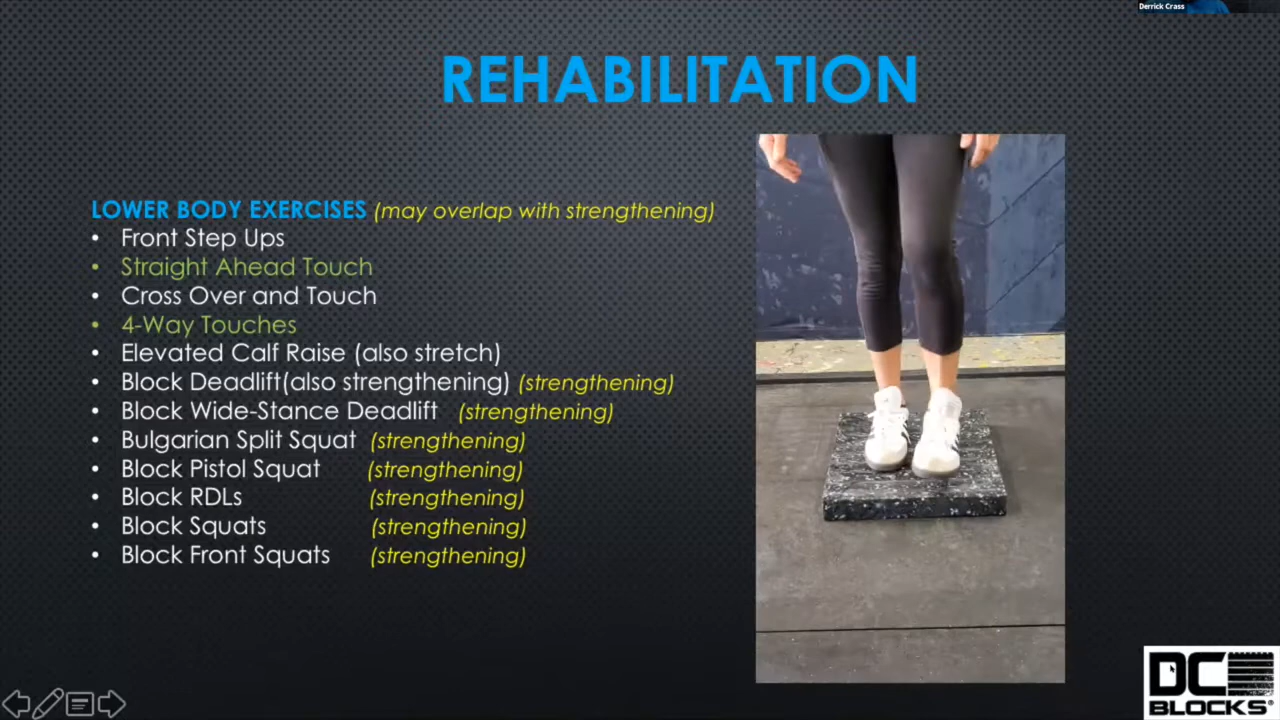 Derrick Crass
REHABILITATION
LOWER BODY EXERCISES (may overlap with strengthening)
• Front Step Ups
• Straight Ahead Touch
• Cross Over and Touch
• 4-Way Touches
• Elevated Calf Raise (also stretch)
• Block Deadlift(also strengthening) (strengthening)
• Block Wide-Stance Deadlift (strengthening)
• Bulgarian Split Squat (strengthening)
• Block Pistol Squat (strengthening)
• Block RDLs (strengthening)
• Block Squats (strengthening)
• Block Front Squats (strengthening)
DC
BLOCKS®